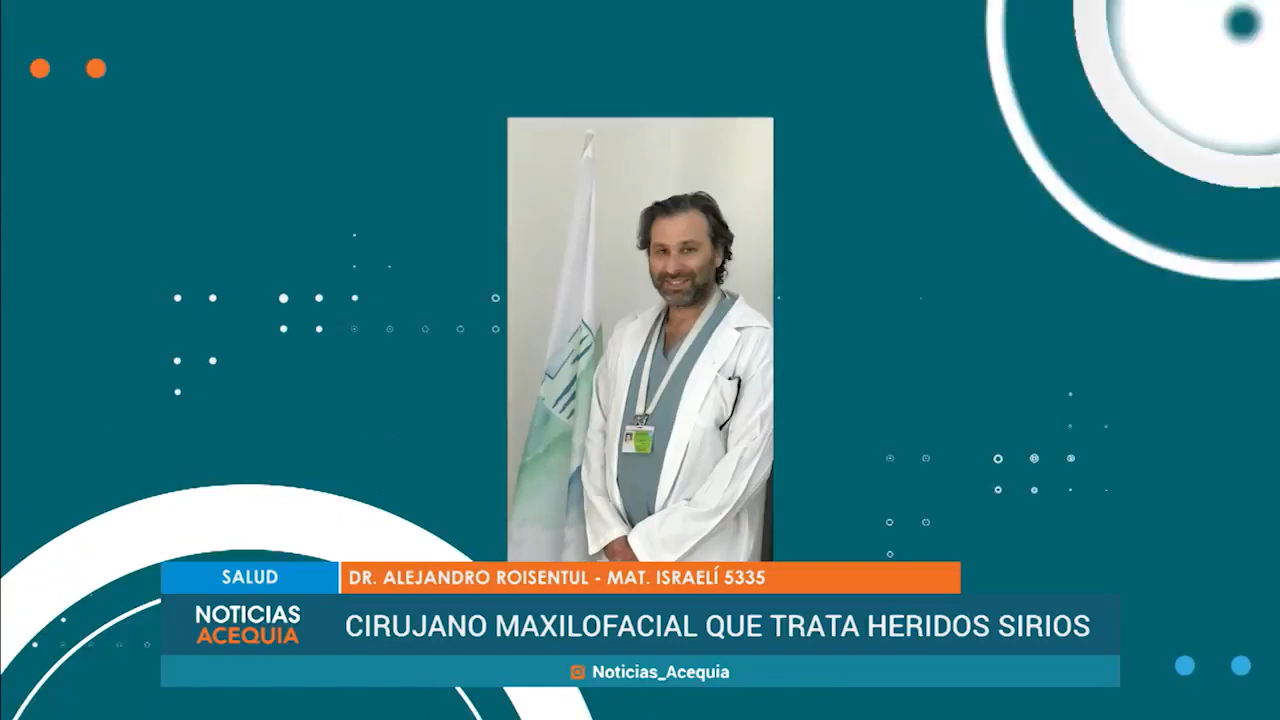 SALUD
DR. ALEJANDRO ROISENTUL - MAT. ISRAELÍ 5335
NOTICIAS
ACEQUIA
CIRUJANO MAXILOFACIAL QUE TRATA HERIDOS SIRIOS
Noticias_Acequia